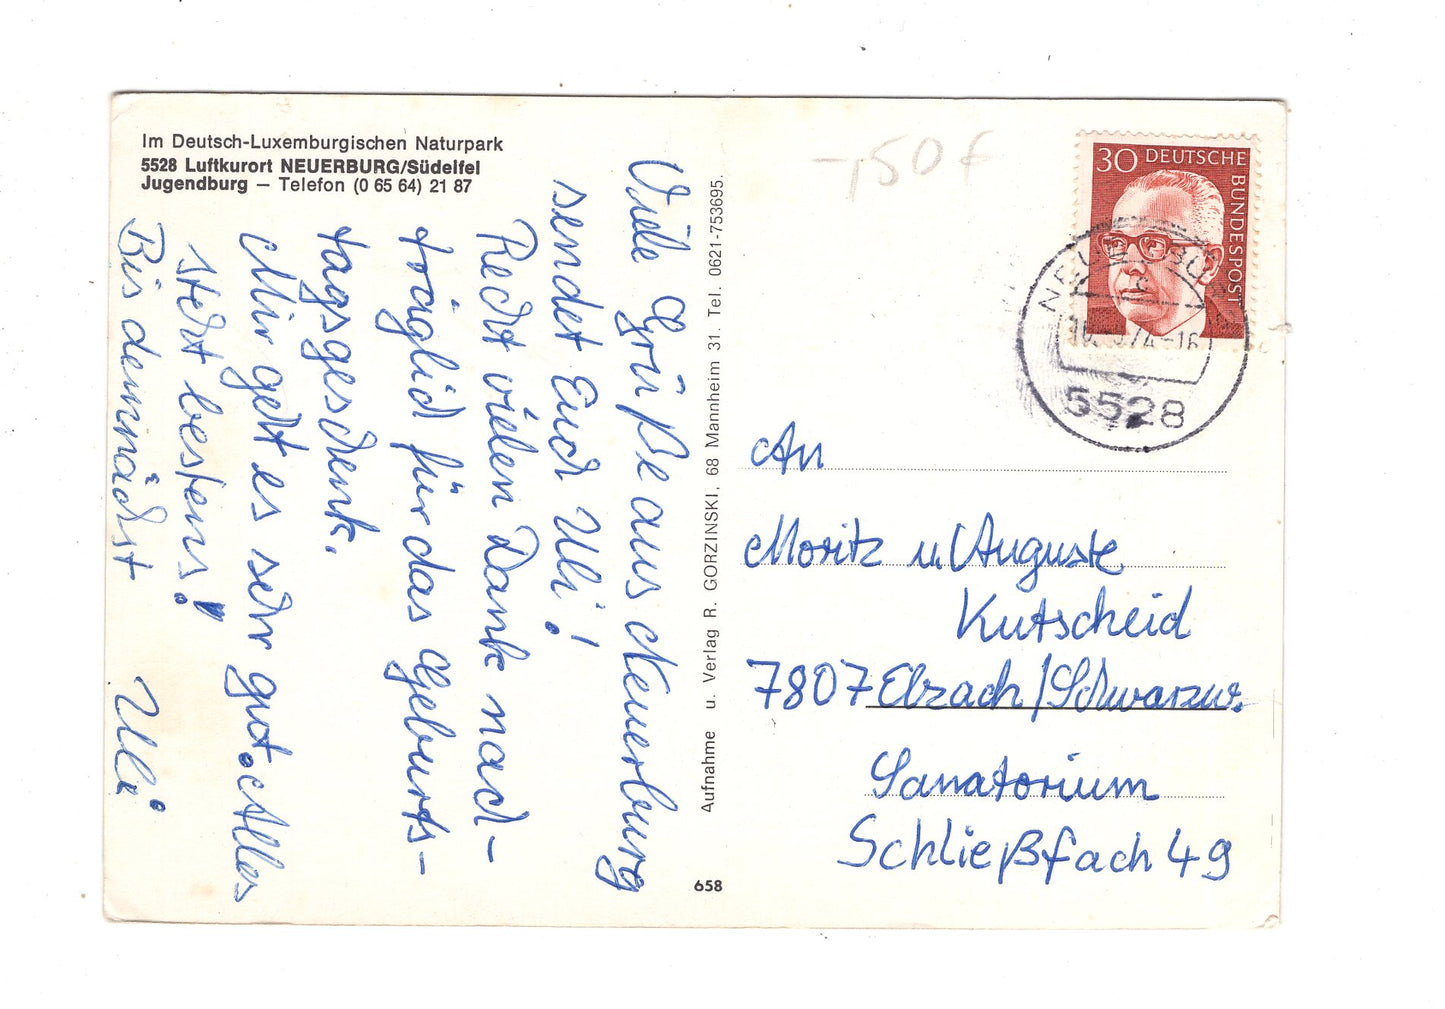 Im Deutsch-Luxemburgischen Naturpark
5528 Luftkurort NEUERBURG/Südeifel
Jugendburg — Telefon (0 65 64) 21 87
Viele Grüße aus Neuerburg
sendet Euch Uli!
Recht vielen Dank nach-
träglich für das Geburts-
tagsgeschenk.
Mir geht es sehr gut. Alles
steht bestens!
Bis demnächst Uli
Aufnahme u. Verlag R. GORZINSKI, 68 Mannheim 31. Tel. 0621-753695.
658
-,50 f
30 DEUTSCHE
BUNDESPOST
74-16
5528
An
Moritz u Auguste
Kutscheid
7807 Elzach/Schwarzw.
Sanatorium
Schließfach 49